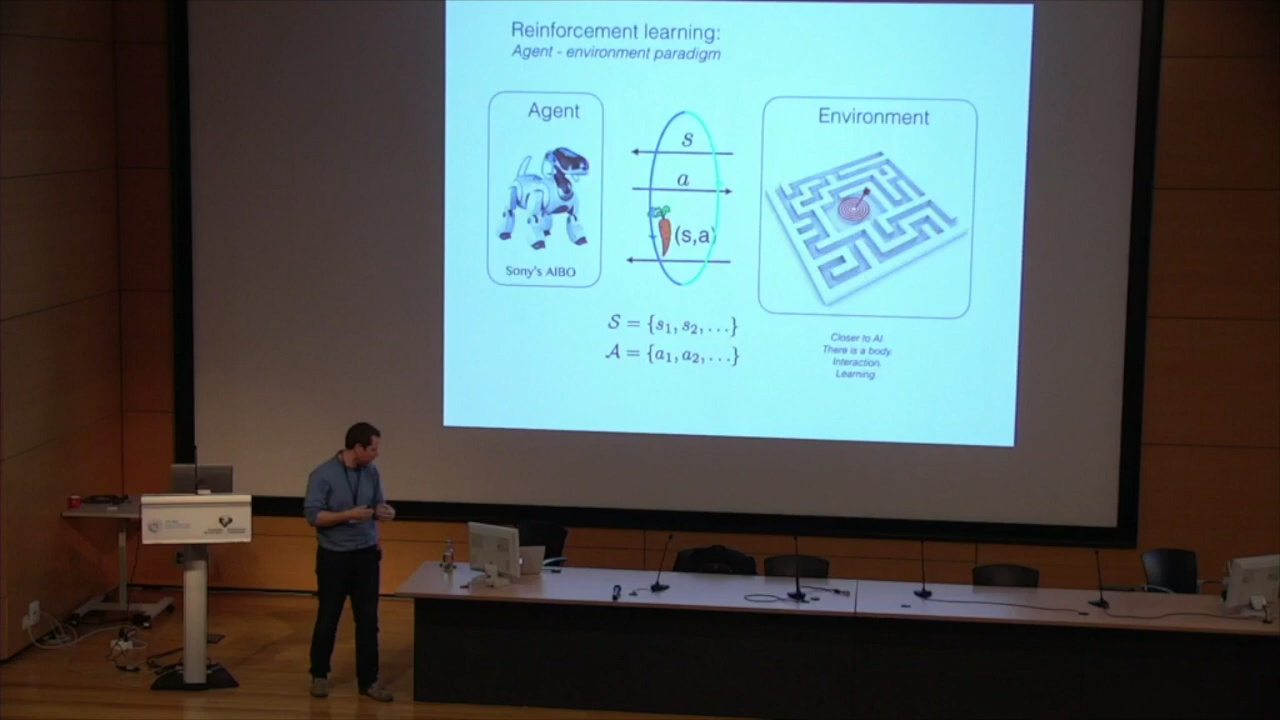 Reinforcement learning:
Agent - environment paradigm
Agent
Environment
s
a
(s,a)
Sony's AIBO
S = {s₁, s₂, . . .}
A = {a₁, a₂, . . .}
Closer to AI.
There is a body.
Interaction.
Learning